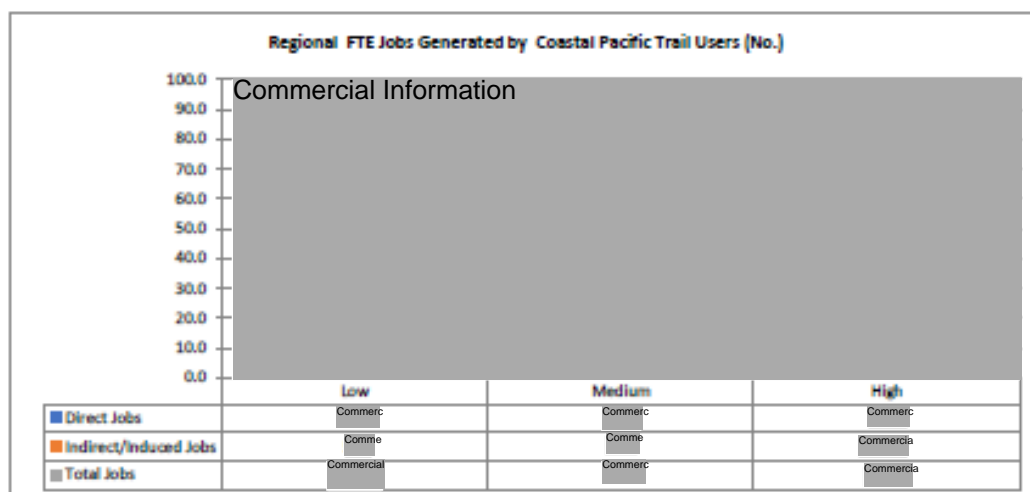 Regional FTE Jobs Generated by Coastal Pacific Trail Users (No.)
100.0
Commercial Information
90.0
80.0
70.0
60.0
50.0
40.0
30.0
20.0
10.0
0.0
Low Medium High
Direct Jobs Commerc Commerc Commerc
Indirect/Induced Jobs Comme Comme Commercia
Total Jobs Commercial Commerc Commercia